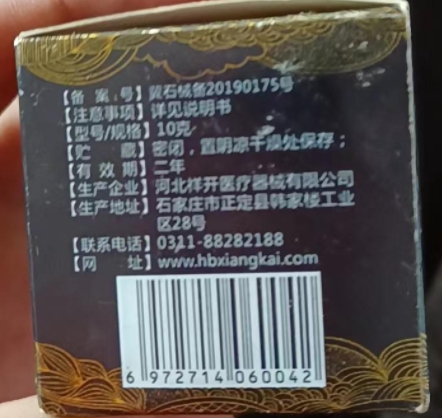 【备 案 号】冀石械备20190175号
【注意事项】详见说明书
【型号/规格】10克
【贮 藏】密闭，置阴凉干燥处保存；
【有 效 期】二年
【生产企业】河北祥开医疗器械有限公司
【生产地址】石家庄市正定县韩家楼工业
区28号
【联系电话】0311-88282188
【网 址】www.hbxiangkai.com
6 972714 060042